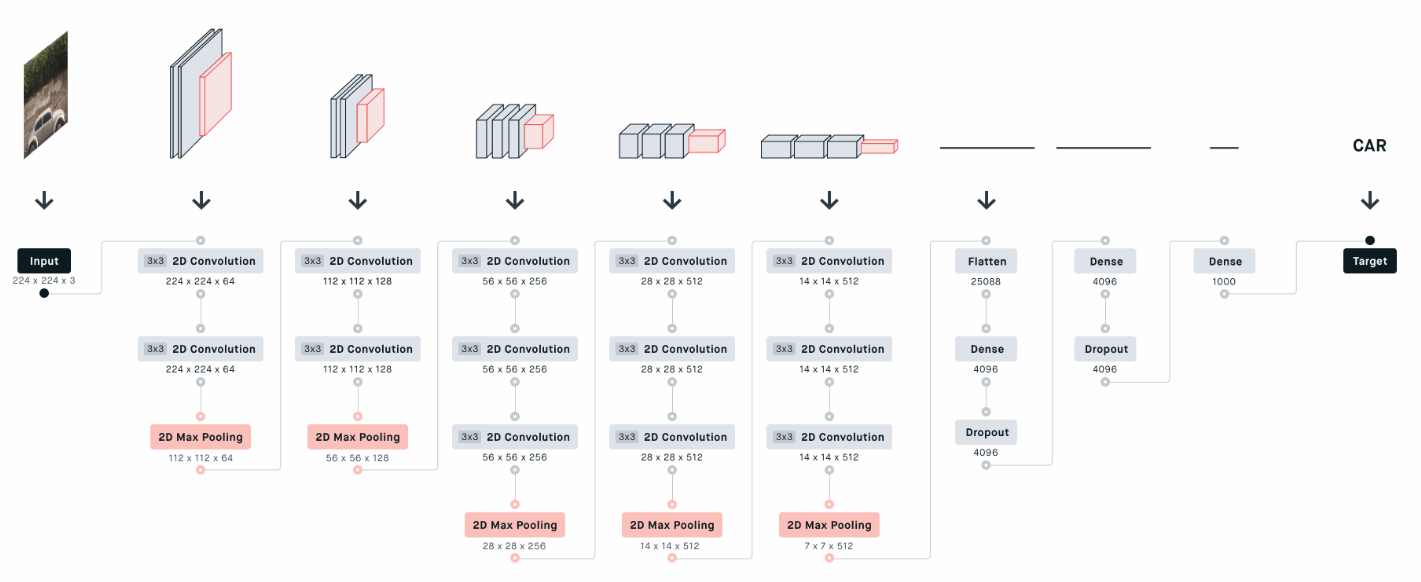 CAR
Input
224 x 224 x 3
3x3 2D Convolution
224 x 224 x 64
3x3 2D Convolution
224 x 224 x 64
2D Max Pooling
112 x 112 x 64
3x3 2D Convolution
112 x 112 x 128
3x3 2D Convolution
112 x 112 x 128
2D Max Pooling
56 x 56 x 128
3x3 2D Convolution
56 x 56 x 256
3x3 2D Convolution
56 x 56 x 256
3x3 2D Convolution
56 x 56 x 256
2D Max Pooling
28 x 28 x 256
3x3 2D Convolution
28 x 28 x 512
3x3 2D Convolution
28 x 28 x 512
3x3 2D Convolution
28 x 28 x 512
2D Max Pooling
14 x 14 x 512
3x3 2D Convolution
14 x 14 x 512
3x3 2D Convolution
14 x 14 x 512
3x3 2D Convolution
14 x 14 x 512
2D Max Pooling
7 x 7 x 512
Flatten
25088
Dense
4096
Dropout
4096
Dense
4096
Dropout
4096
Dense
1000
Target